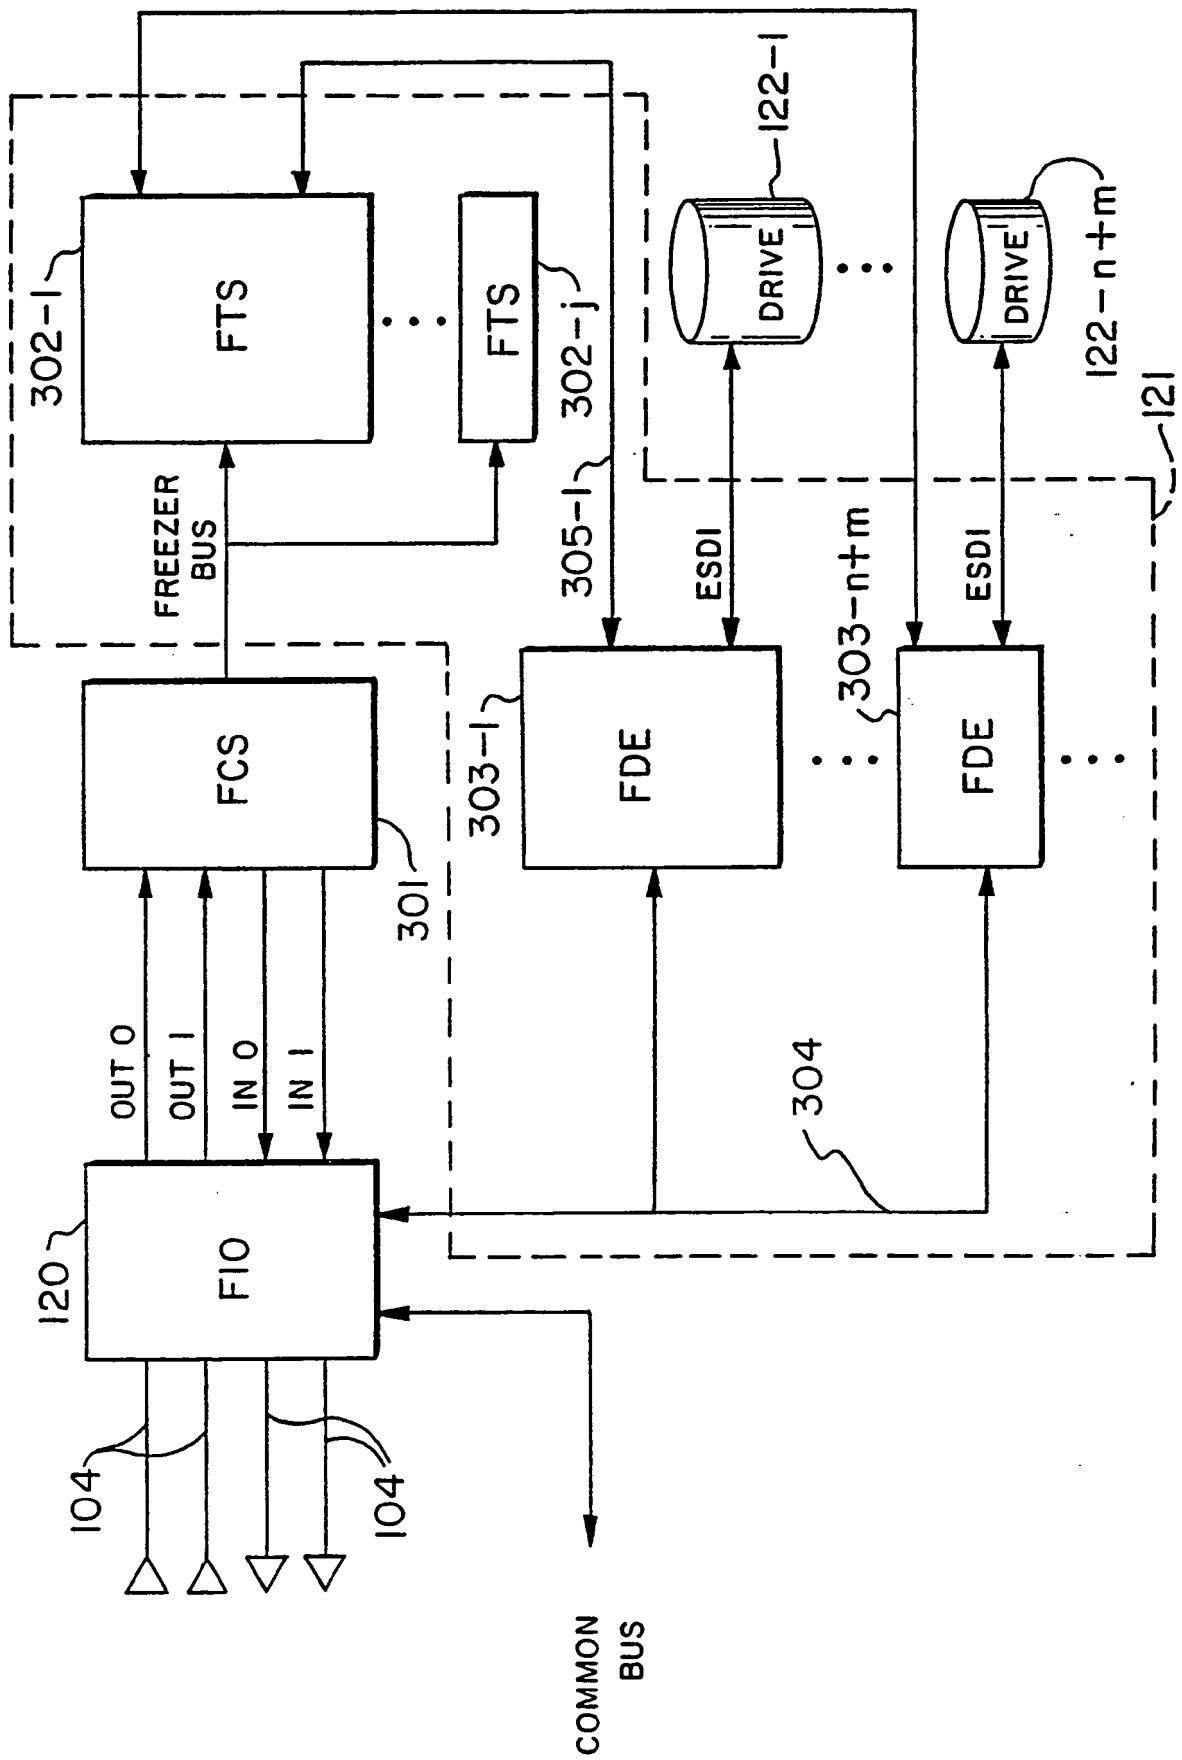 104
104
120
FIO
OUT 0
OUT 1
IN 0
IN 1
301
FCS
FREEZER
BUS
302-1
FTS
FTS
302-j
COMMON
BUS
304
303-1
FDE
305-1
ESDI
DRIVE
122-1
303-n+m
FDE
ESDI
DRIVE
122-n+m
121